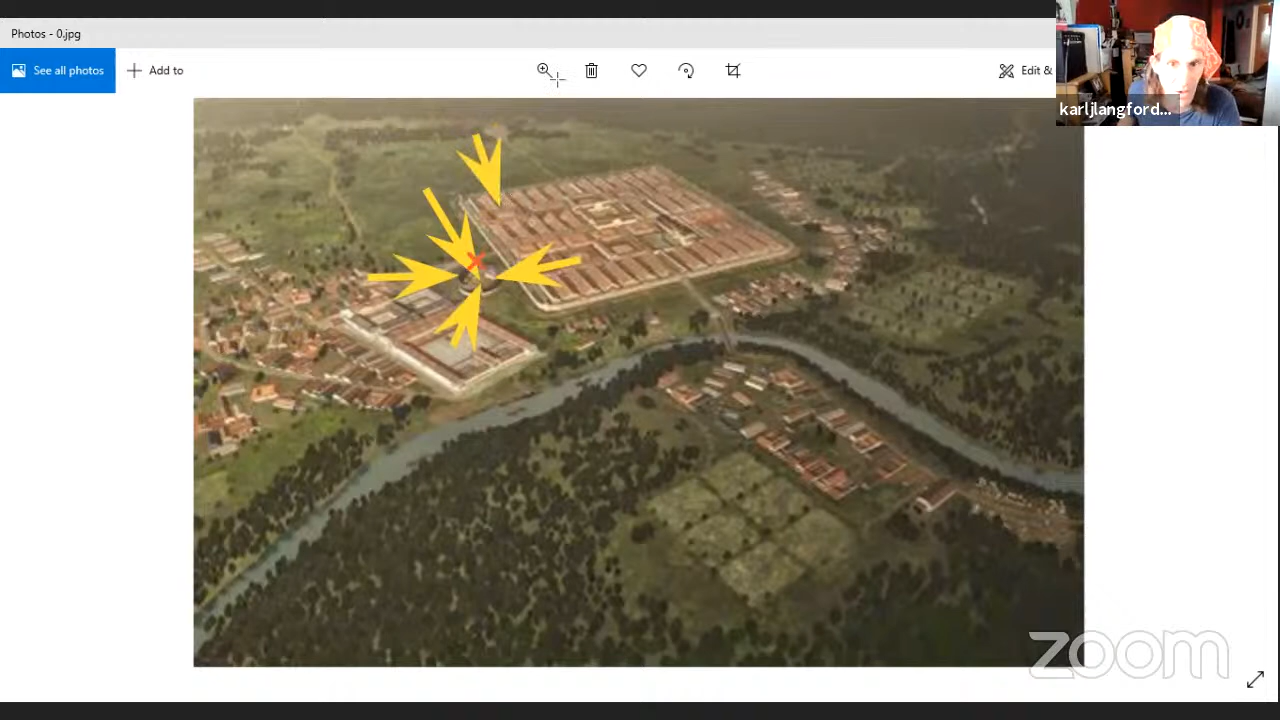 Photos - 0.jpg
See all photos
Add to
Edit &
karljlangford...
zoom